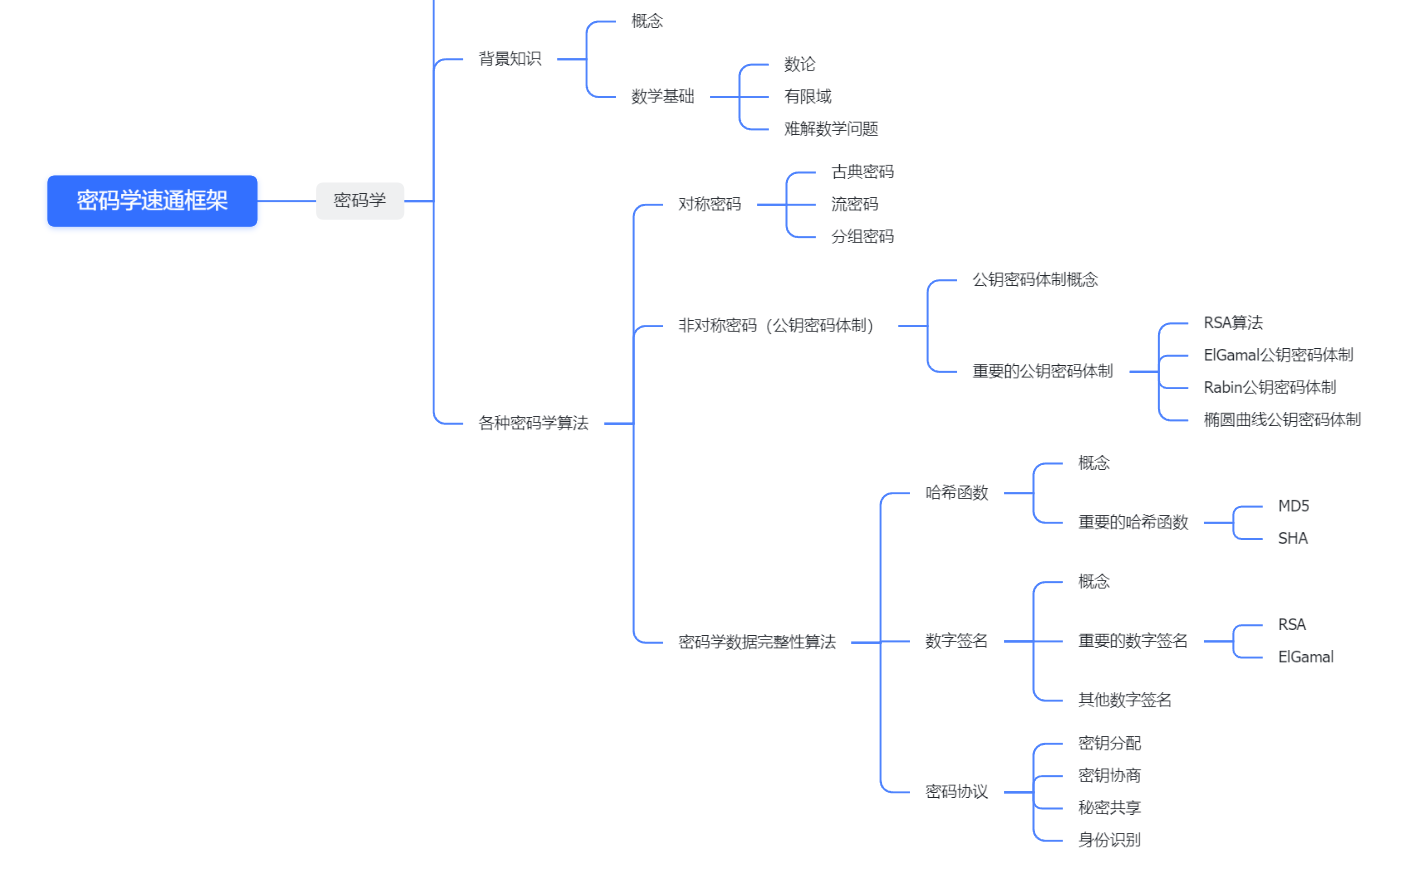 密码学速通框架
密码学
背景知识
概念
数学基础
数论
有限域
难解数学问题
各种密码学算法
对称密码
古典密码
流密码
分组密码
非对称密码（公钥密码体制）
公钥密码体制概念
重要的公钥密码体制
RSA算法
ElGamal公钥密码体制
Rabin公钥密码体制
椭圆曲线公钥密码体制
密码学数据完整性算法
哈希函数
概念
重要的哈希函数
MD5
SHA
数字签名
概念
重要的数字签名
RSA
ElGamal
其他数字签名
密码协议
密钥分配
密钥协商
秘密共享
身份识别